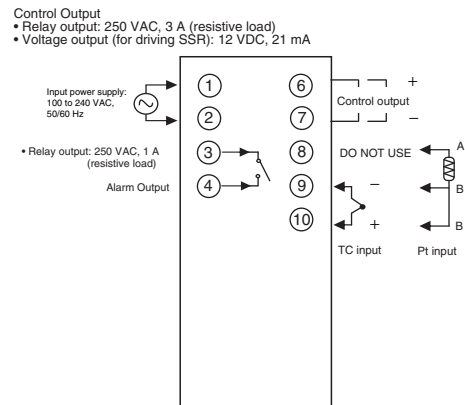 Control Output
• Relay output: 250 VAC, 3 A (resistive load)
• Voltage output (for driving SSR): 12 VDC, 21 mA
Input power supply:
100 to 240 VAC,
50/60 Hz
1
2
• Relay output: 250 VAC, 1 A
(resistive load)
Alarm Output
3
4
6
7
8
9
10
+
Control output
−
DO NOT USE
A
B
B
−
+
TC input
Pt input